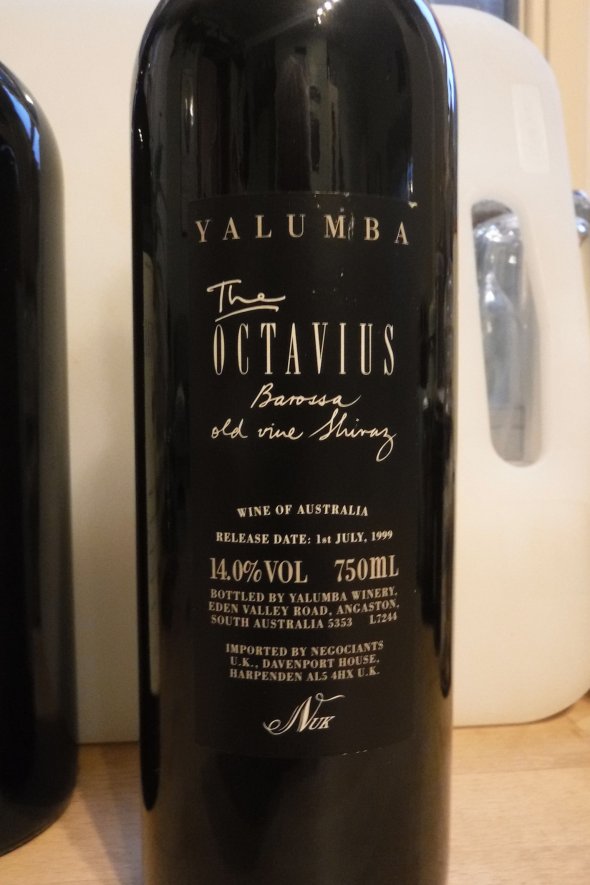 YALUMBA
The
OCTAVIUS
Barossa
old vine Shiraz
WINE OF AUSTRALIA
RELEASE DATE: 1st JULY, 1999
14.0% VOL 750mL
BOTTLED BY YALUMBA WINERY,
EDEN VALLEY ROAD, ANGASTON,
SOUTH AUSTRALIA 5353 L7244
IMPORTED BY NEGOCIANTS
U.K., DAVENPORT HOUSE,
HARPENDEN AL5 4HX U.K.
NUK